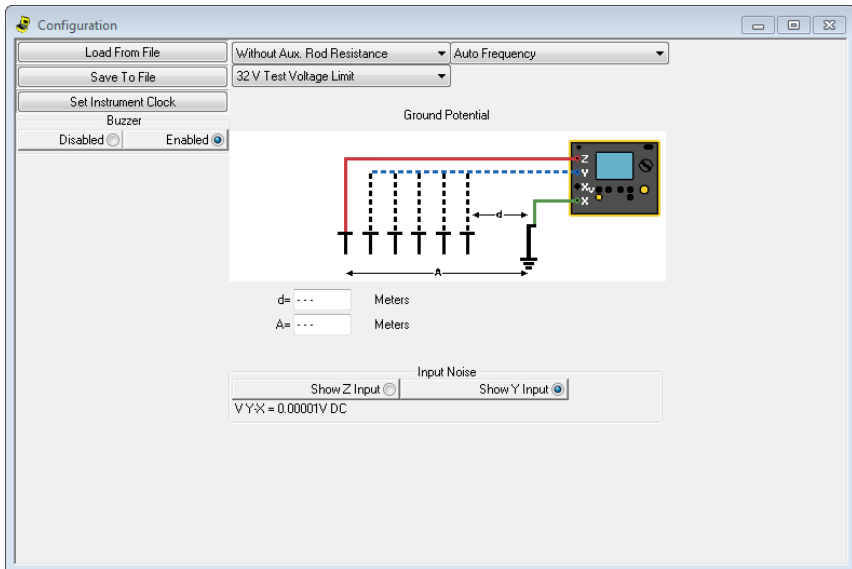 Configuration
Load From File
Without Aux. Rod Resistance
Auto Frequency
Save To File
32 V Test Voltage Limit
Set Instrument Clock
Buzzer
Disabled
Enabled
Ground Potential
Z
Y
Xv
X
d
A
d= - - - Meters
A= - - - Meters
Input Noise
Show Z Input
Show Y Input
V Y-X = 0.00001V DC